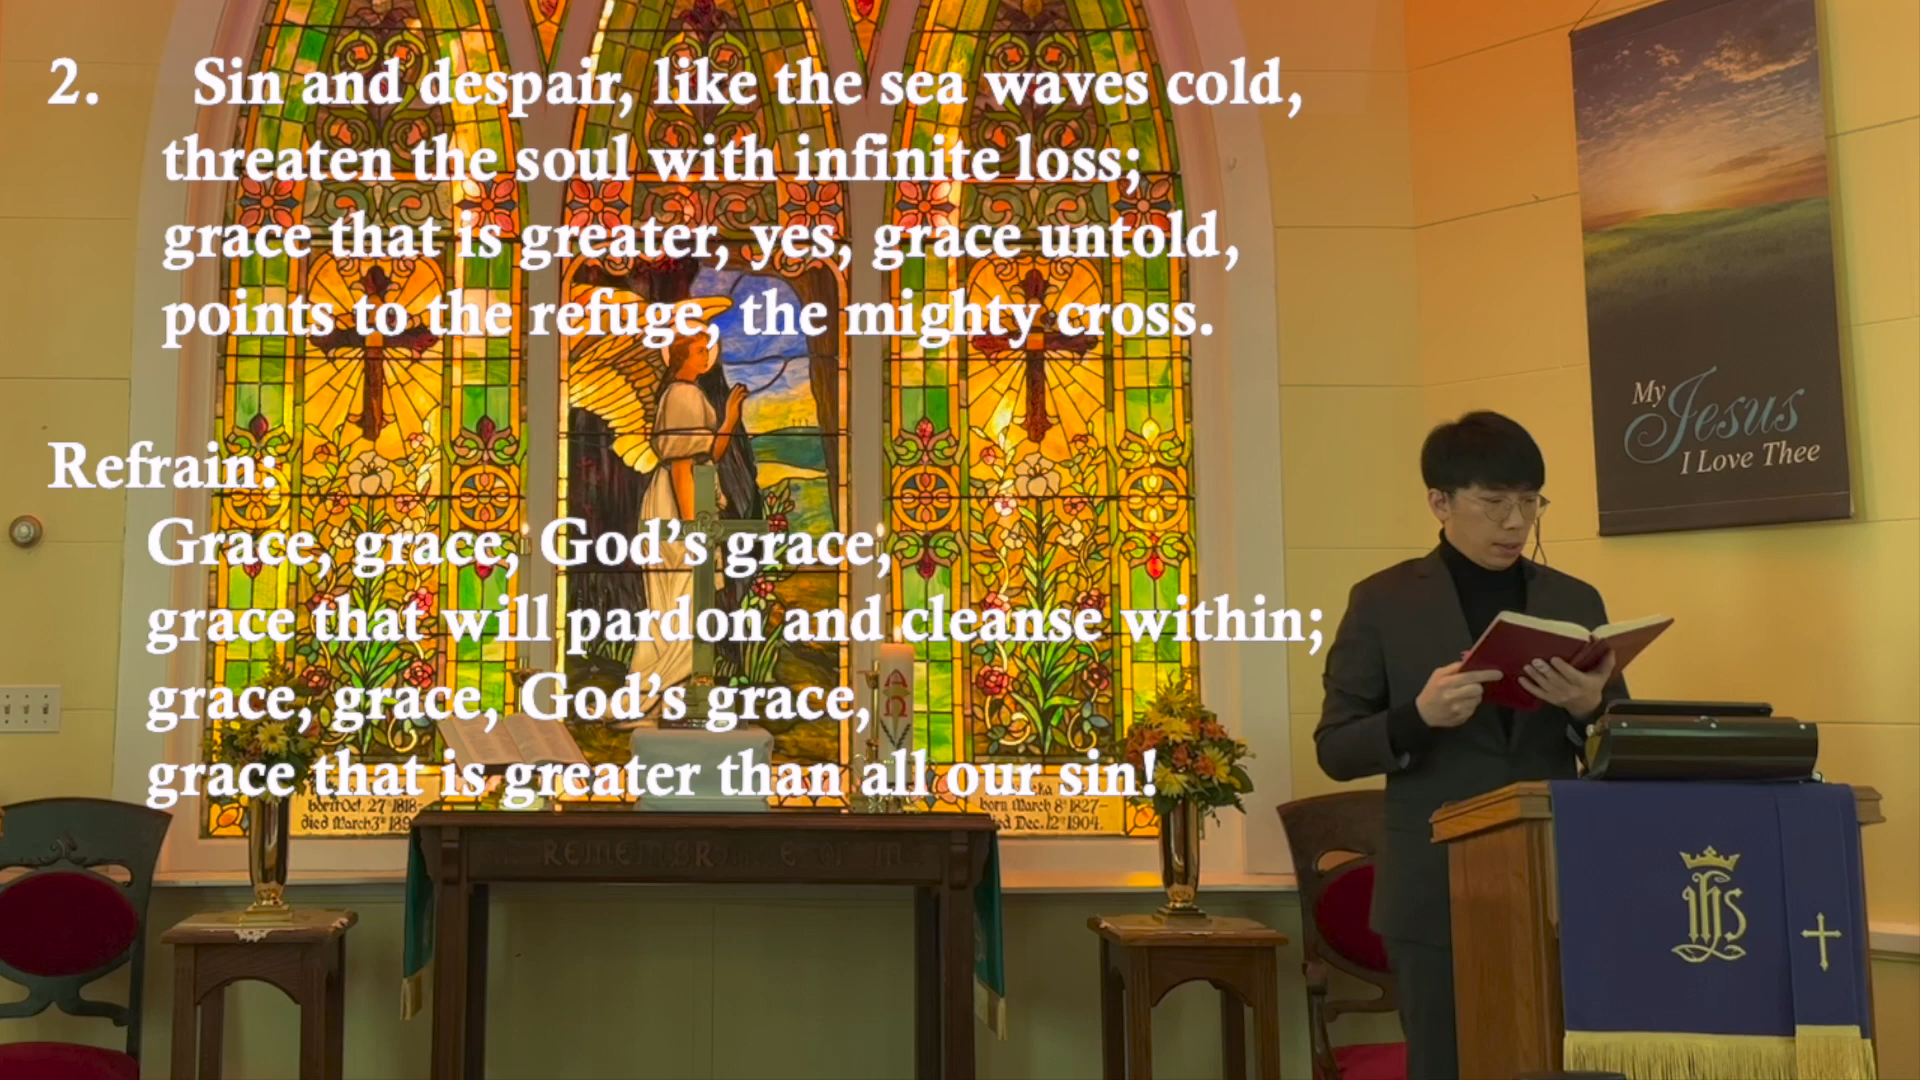 2. Sin and despair, like the sea waves cold,
threaten the soul with infinite loss;
grace that is greater, yes, grace untold,
points to the refuge, the mighty cross.
Refrain:
Grace, grace, God's grace,
grace that will pardon and cleanse within;
grace, grace, God's grace,
grace that is greater than all our sin!
My
Jesus
I Love Thee
Α
Ω
born Oct. 27 1818-
died March 3rd
born March 8th 1827-
Dec. 12th 1904.
IHS